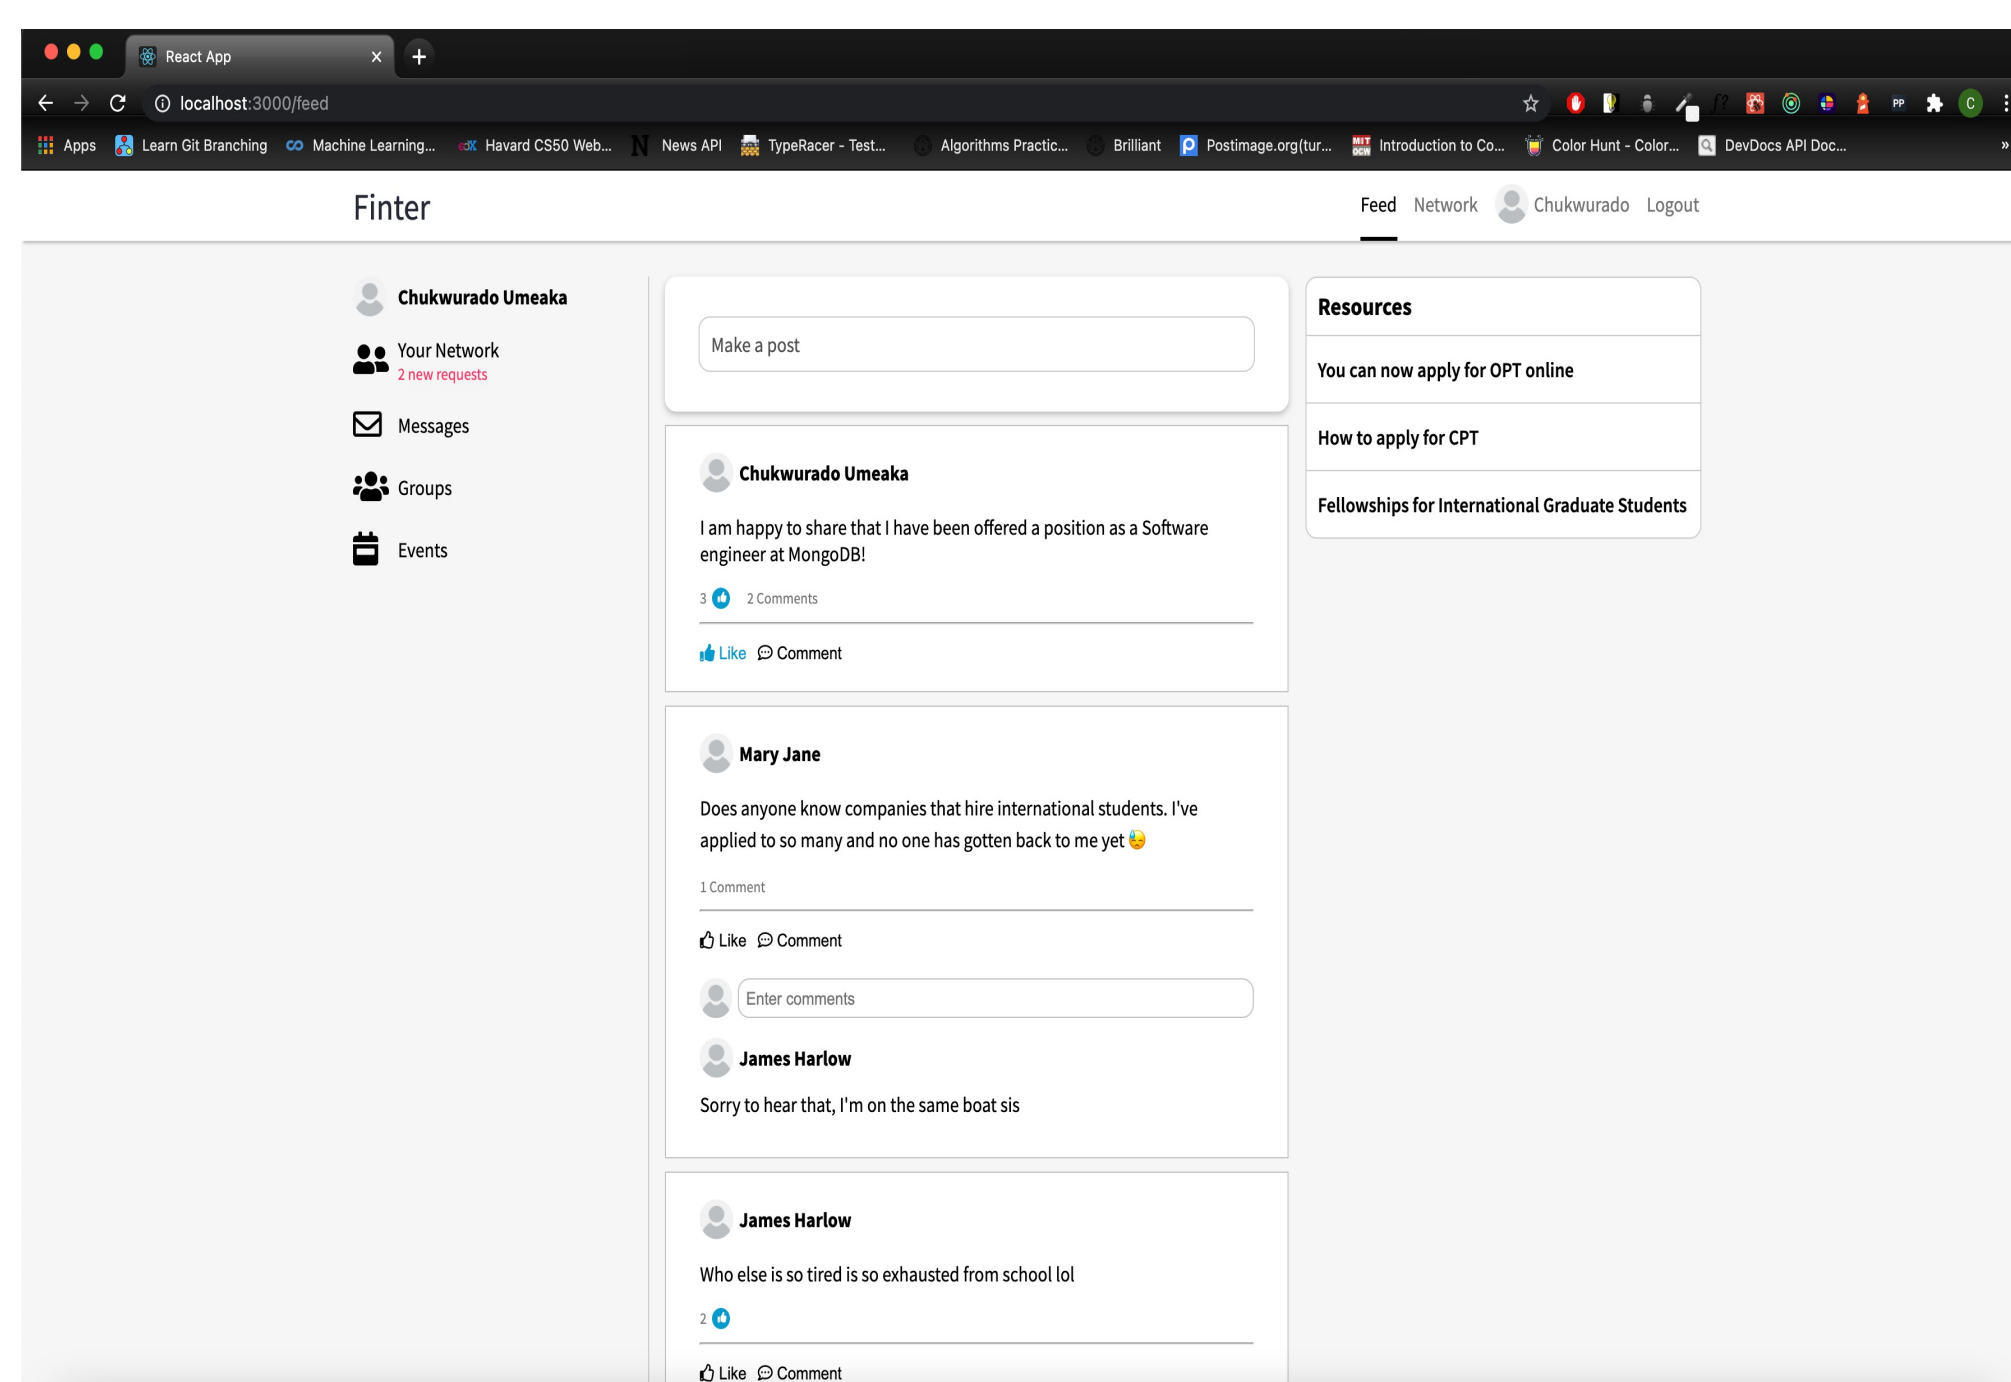 React App
localhost:3000/feed
Apps Learn Git Branching Machine Learning... edX Havard CS50 Web... N News API TypeRacer - Test... Algorithms Practic... Brilliant Postimage.org(tur... MIT OCW Introduction to Co... Color Hunt - Color... DevDocs API Doc... »
Finter
Feed Network Chukwurado Logout
Chukwurado Umeaka
Your Network
2 new requests
Messages
Groups
Events
Make a post
Chukwurado Umeaka
I am happy to share that I have been offered a position as a Software
engineer at MongoDB!
3 2 Comments
Like Comment
Mary Jane
Does anyone know companies that hire international students. I've
applied to so many and no one has gotten back to me yet 😓
1 Comment
Like Comment
Enter comments
James Harlow
Sorry to hear that, I'm on the same boat sis
James Harlow
Who else is so tired is so exhausted from school lol
2
Like Comment
Resources
You can now apply for OPT online
How to apply for CPT
Fellowships for International Graduate Students